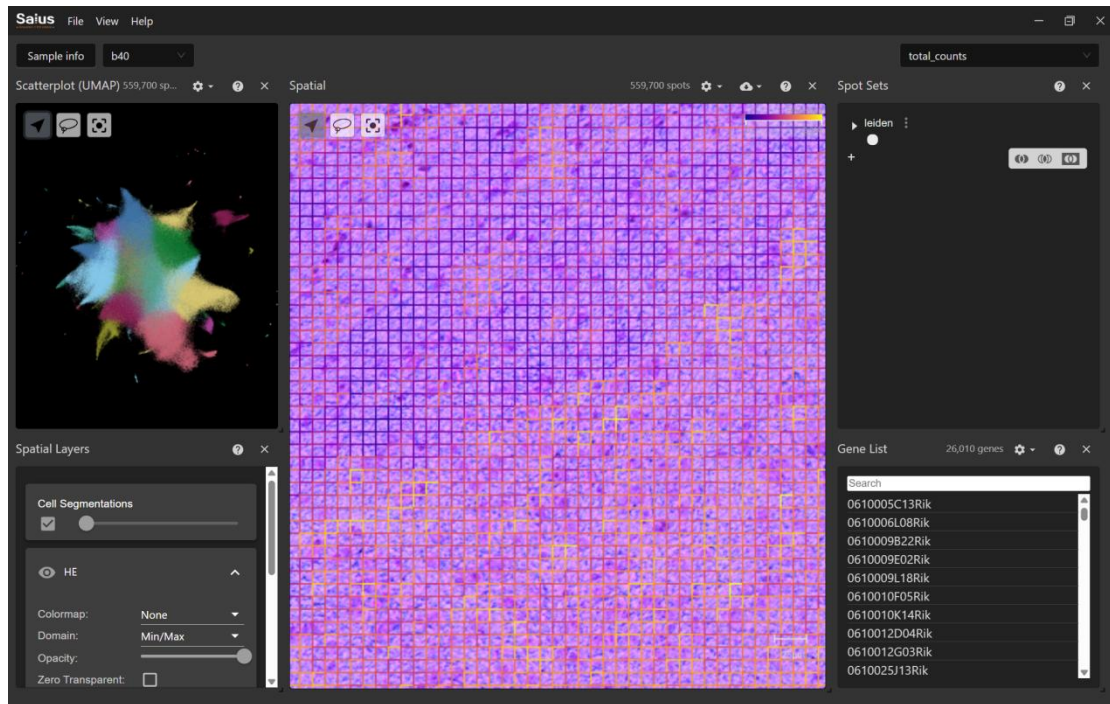 Saius File View Help
Sample info b40 total_counts
Scatterplot (UMAP) 559,700 sp...
Spatial 559,700 spots
Spot Sets
leiden
+
Spatial Layers
Cell Segmentations
HE
Colormap: None
Domain: Min/Max
Opacity:
Zero Transparent:
Gene List 26,010 genes
Search
0610005C13Rik
0610006L08Rik
0610009B22Rik
0610009E02Rik
0610009L18Rik
0610010F05Rik
0610010K14Rik
0610012D04Rik
0610012G03Rik
0610025J13Rik